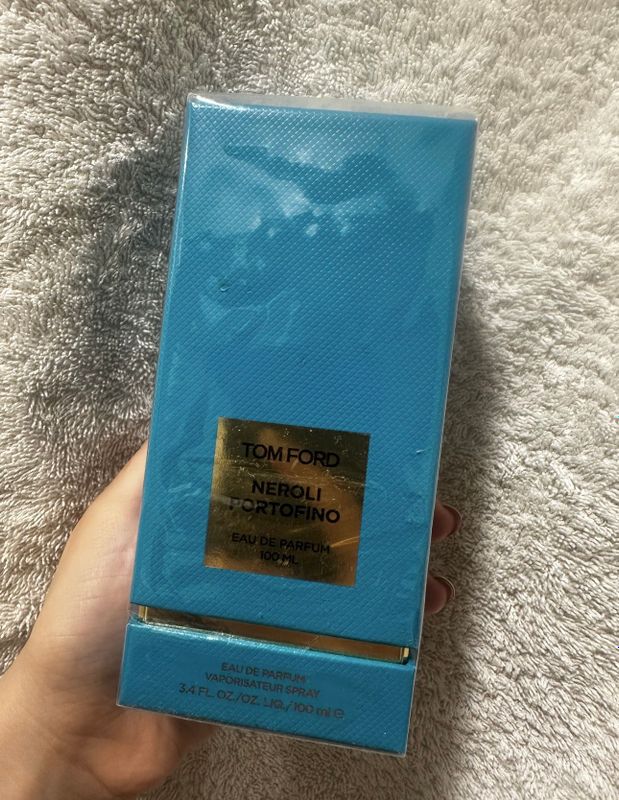 TOM FORD
NEROLI
PORTOFINO
EAU DE PARFUM
100 ML
EAU DE PARFUM
VAPORISATEUR SPRAY
3.4 FL. OZ./OZ. LIQ./100 ml ℮